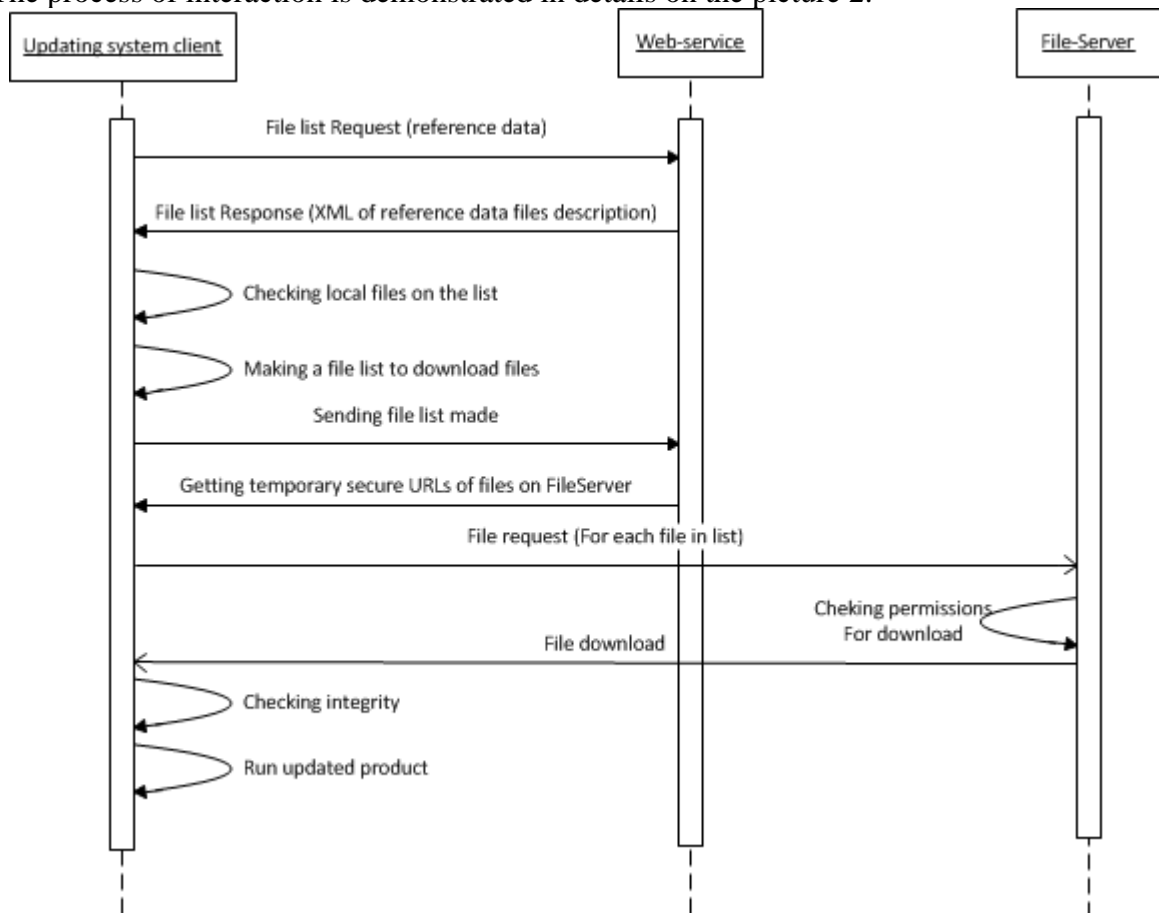 The process of interaction is demonstrated in details on the picture 2.
Updating system client
Web-service
File-Server
File list Request (reference data)
File list Response (XML of reference data files description)
Checking local files on the list
Making a file list to download files
Sending file list made
Getting temporary secure URLs of files on FileServer
File request (For each file in list)
Cheking permissions
For download
File download
Checking integrity
Run updated product